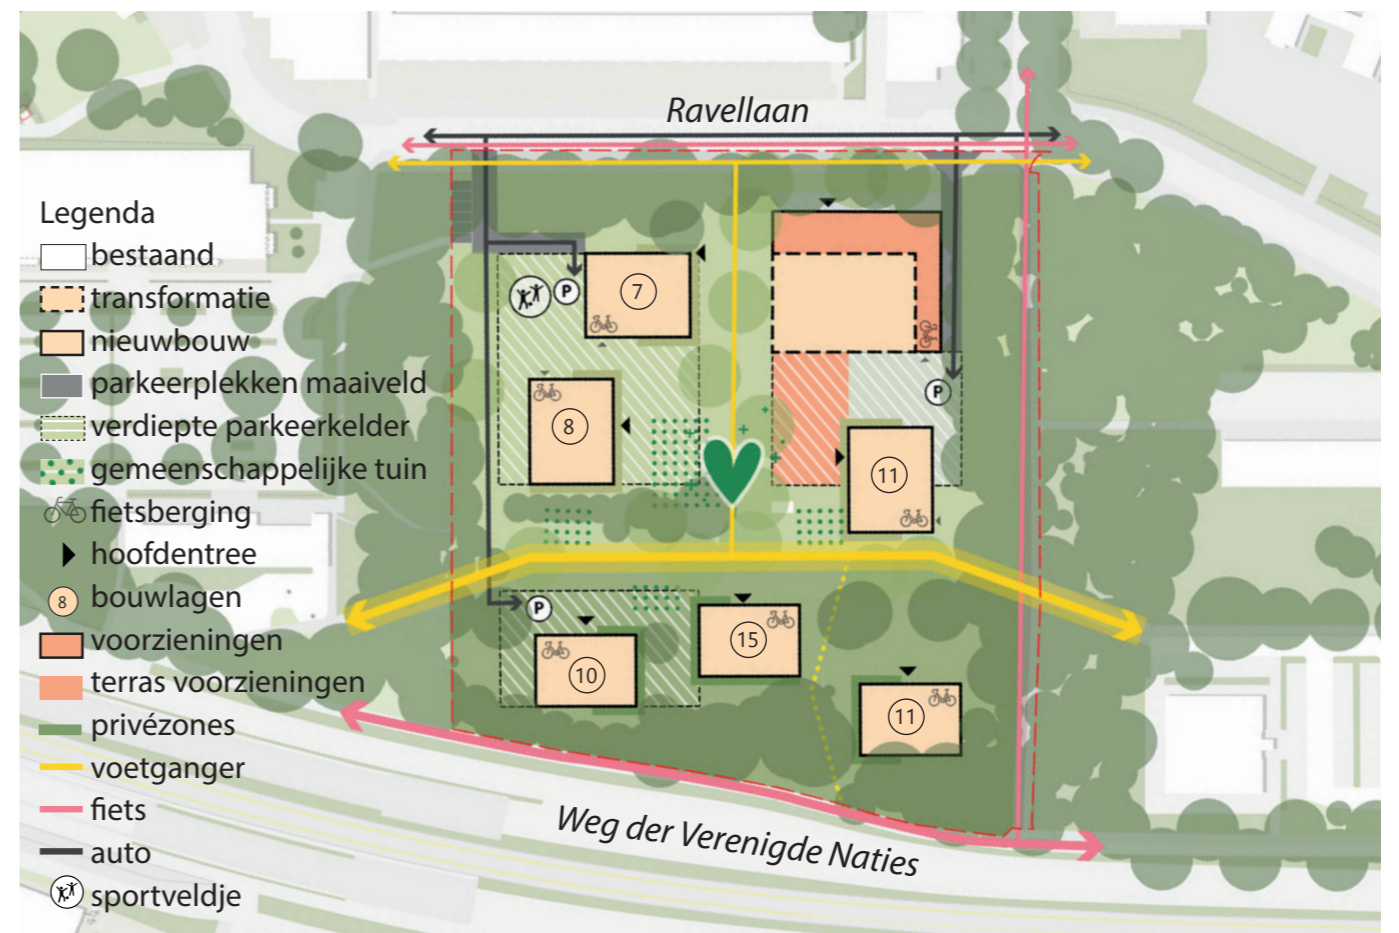 Ravellaan
Legenda
bestaand
transformatie
nieuwbouw
parkeerplekken maaiveld
verdiepte parkeerkelder
gemeenschappelijke tuin
fietsberging
hoofdentree
8 bouwlagen
voorzieningen
terras voorzieningen
privézones
voetganger
fiets
auto
sportveldje
P
7
8
P
11
P
10
15
11
Weg der Verenigde Naties